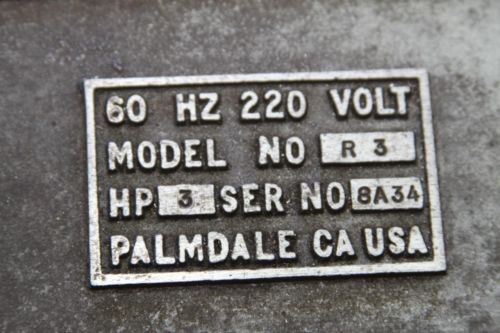 60 HZ 220 VOLT
MODEL NO R 3
HP 3 SER NO 8A34
PALMDALE CA USA